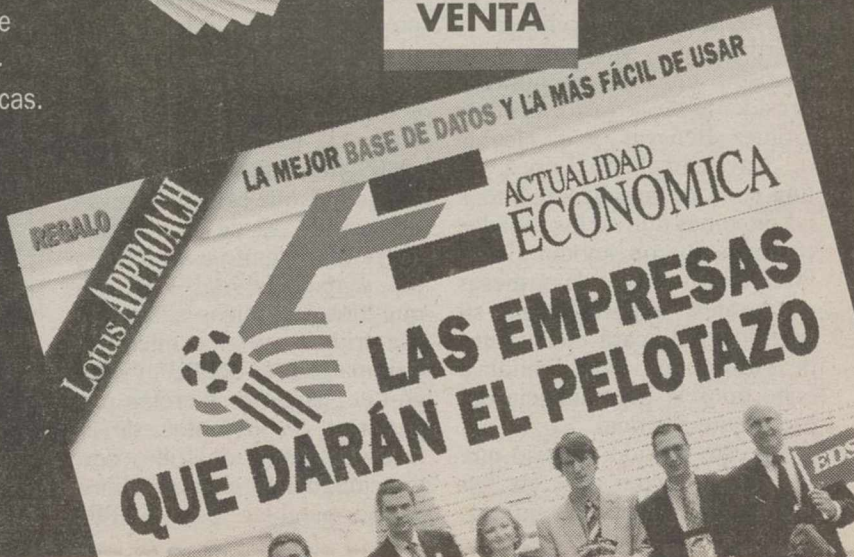 e
cas.
VENTA
LA MEJOR BASE DE DATOS Y LA MÁS FÁCIL DE USAR
REGALO
Lotus APPROACH
ACTUALIDAD
ECONOMICA
LAS EMPRESAS
QUE DARÁN EL PELOTAZO
EDS